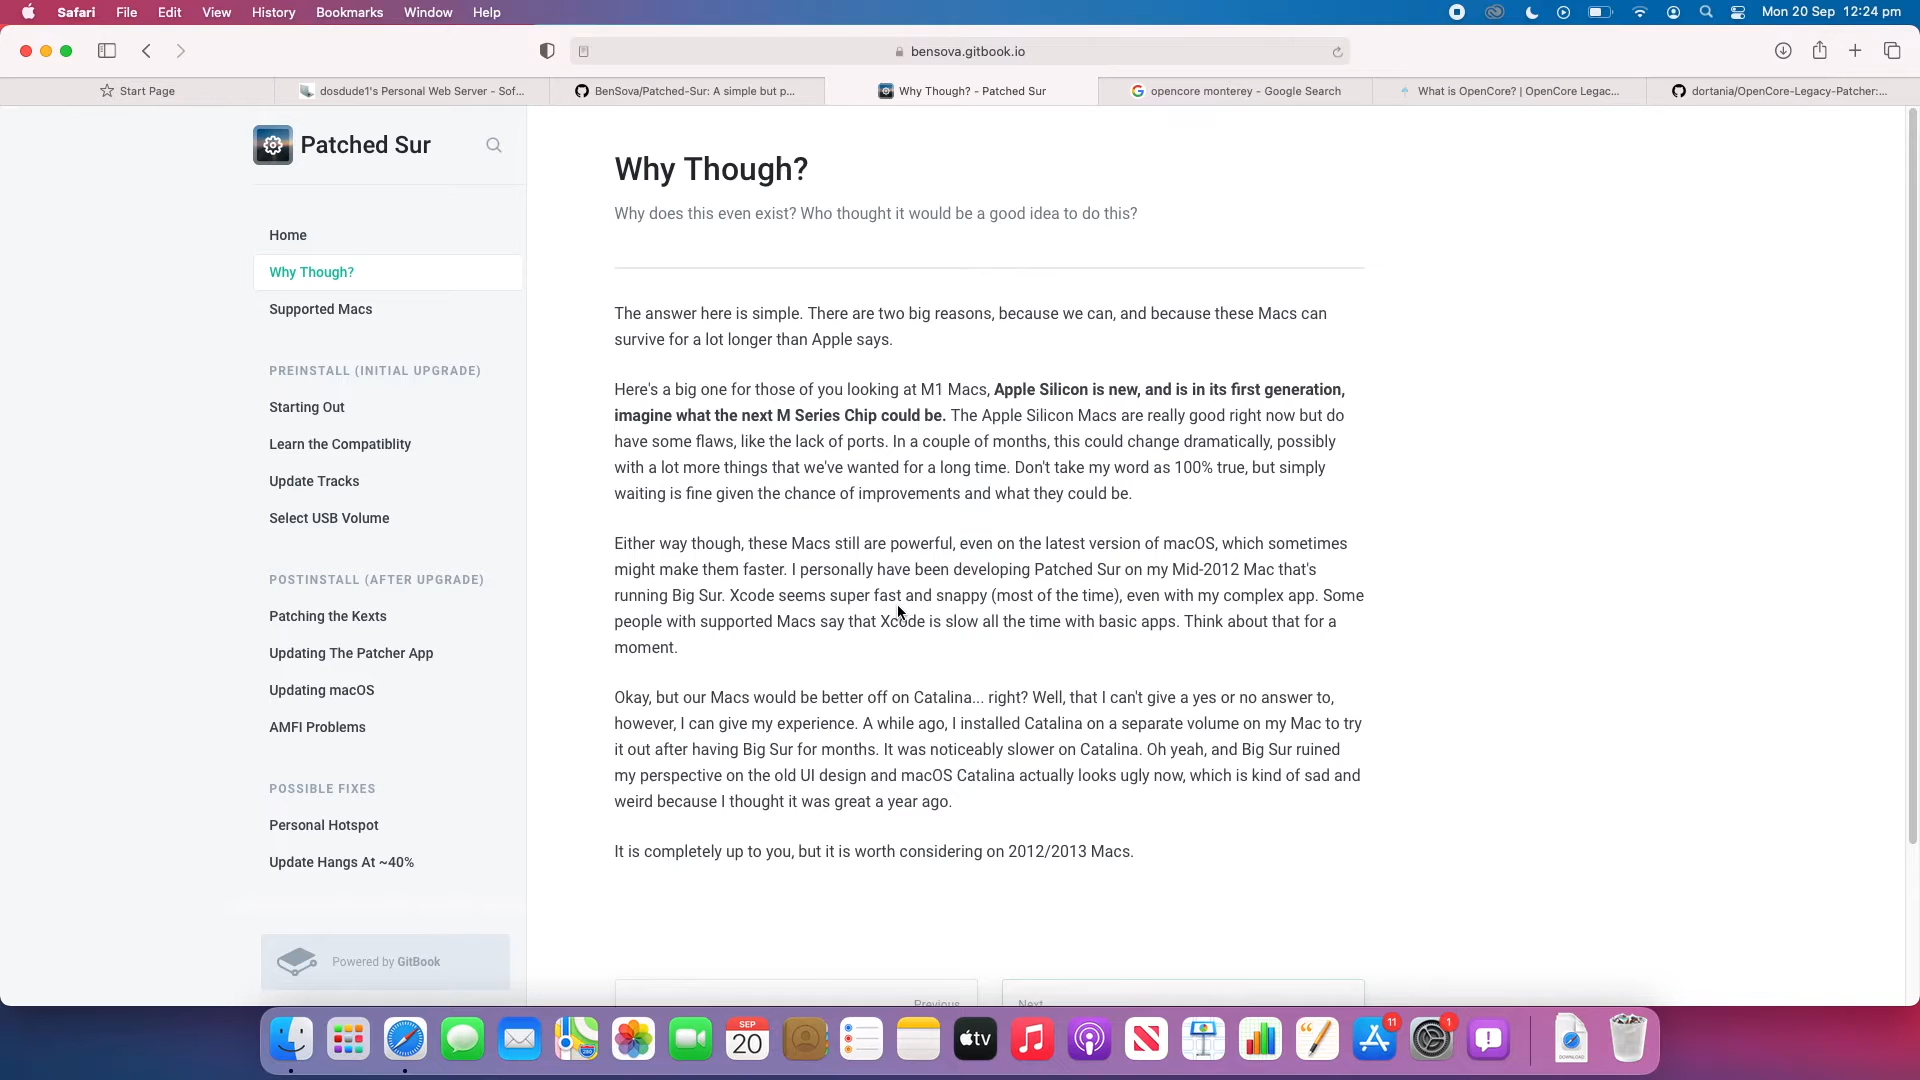 Safari File Edit View History Bookmarks Window Help Mon 20 Sep 12:24 pm
bensova.gitbook.io
Start Page
dosdude1's Personal Web Server - Sof...
BenSova/Patched-Sur: A simple but p...
Why Though? - Patched Sur
opencore monterey - Google Search
What is OpenCore? | OpenCore Legac...
dortania/OpenCore-Legacy-Patcher:...
Patched Sur
Home
Why Though?
Supported Macs
PREINSTALL (INITIAL UPGRADE)
Starting Out
Learn the Compatiblity
Update Tracks
Select USB Volume
POSTINSTALL (AFTER UPGRADE)
Patching the Kexts
Updating The Patcher App
Updating macOS
AMFI Problems
POSSIBLE FIXES
Personal Hotspot
Update Hangs At ~40%
Powered by GitBook
Why Though?
Why does this even exist? Who thought it would be a good idea to do this?
The answer here is simple. There are two big reasons, because we can, and because these Macs can
survive for a lot longer than Apple says.
Here's a big one for those of you looking at M1 Macs, Apple Silicon is new, and is in its first generation,
imagine what the next M Series Chip could be. The Apple Silicon Macs are really good right now but do
have some flaws, like the lack of ports. In a couple of months, this could change dramatically, possibly
with a lot more things that we've wanted for a long time. Don't take my word as 100% true, but simply
waiting is fine given the chance of improvements and what they could be.
Either way though, these Macs still are powerful, even on the latest version of macOS, which sometimes
might make them faster. I personally have been developing Patched Sur on my Mid-2012 Mac that's
running Big Sur. Xcode seems super fast and snappy (most of the time), even with my complex app. Some
people with supported Macs say that Xcode is slow all the time with basic apps. Think about that for a
moment.
Okay, but our Macs would be better off on Catalina... right? Well, that I can't give a yes or no answer to,
however, I can give my experience. A while ago, I installed Catalina on a separate volume on my Mac to try
it out after having Big Sur for months. It was noticeably slower on Catalina. Oh yeah, and Big Sur ruined
my perspective on the old UI design and macOS Catalina actually looks ugly now, which is kind of sad and
weird because I thought it was great a year ago.
It is completely up to you, but it is worth considering on 2012/2013 Macs.
Previous
Next
SEP
20
tv
11
1
DOWNLOAD